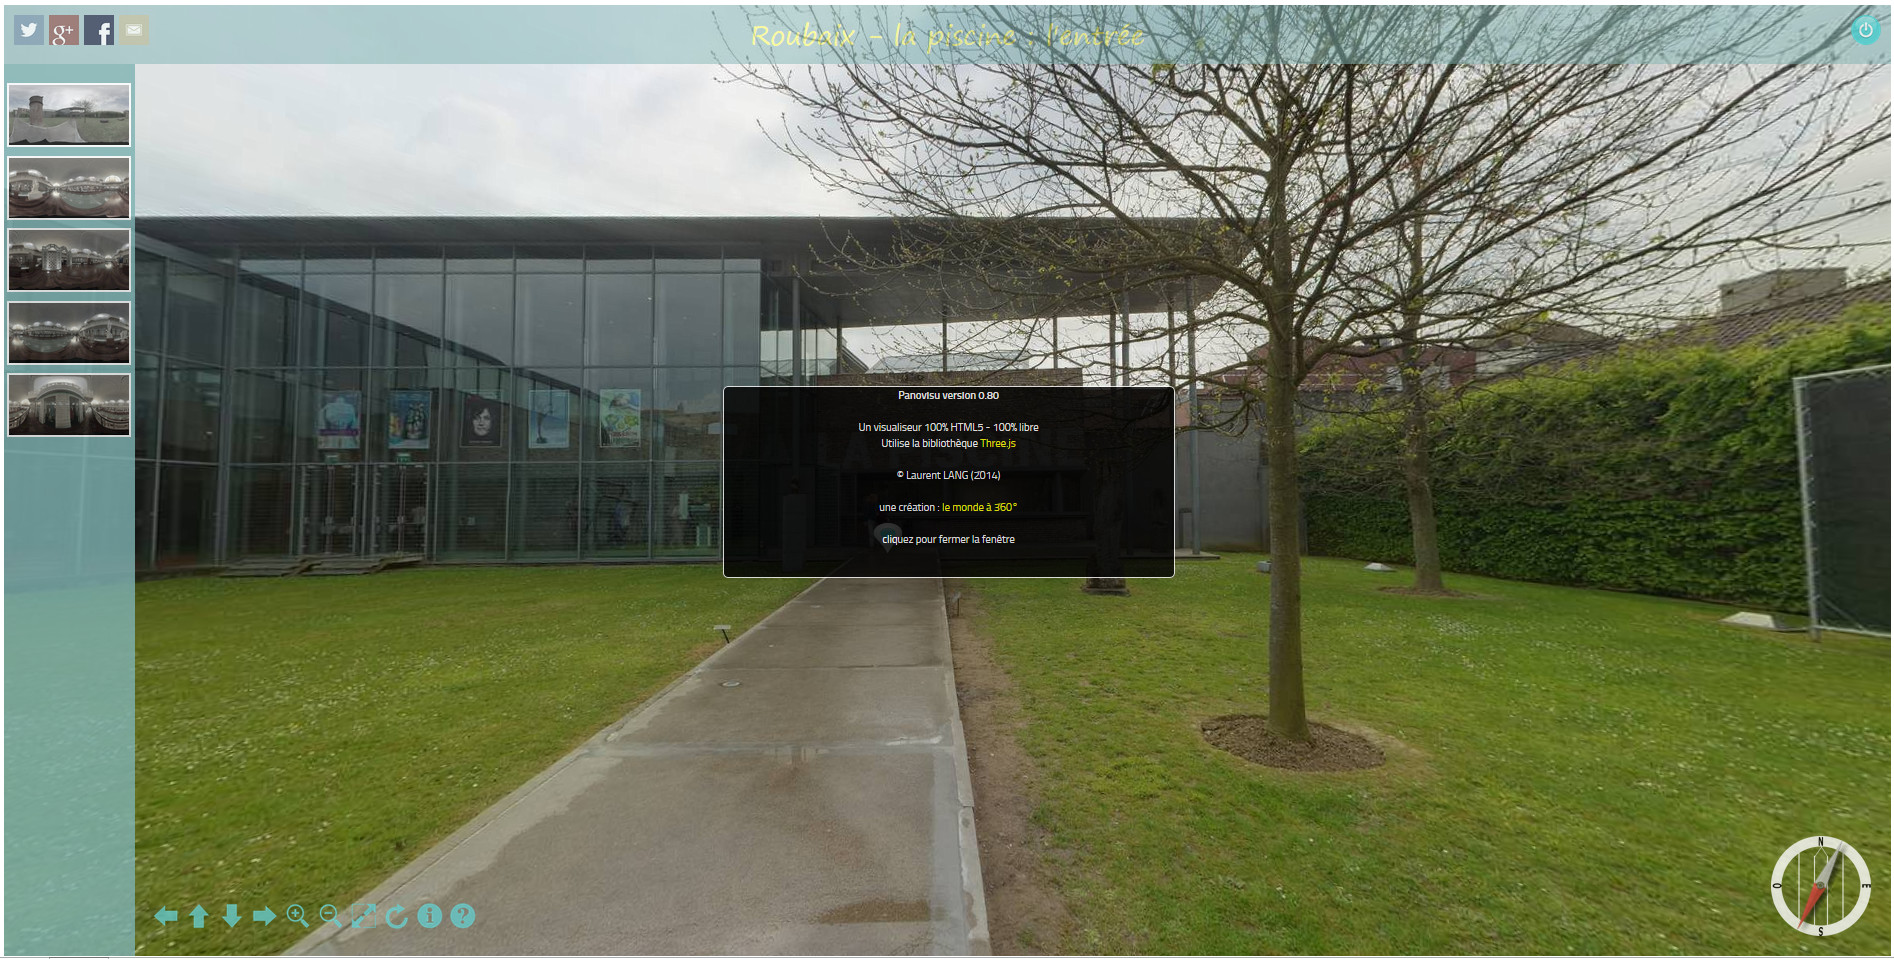 g+
f
Roubaix - la piscine : l'entrée
Panovisu version 0.80
Un visualiseur 100% HTML5 - 100% libre
Utilise la bibliothèque Three.js
© Laurent LANG (2014)
une création : le monde à 360°
cliquez pour fermer la fenêtre
N
O
E
S
i
?